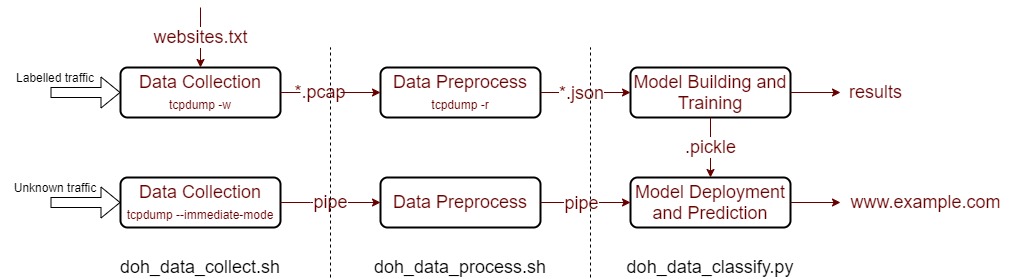 websites.txt
Labelled traffic
Data Collection
tcpdump -w
*.pcap
Data Preprocess
tcpdump -r
*.json
Model Building and
Training
results
.pickle
Unknown traffic
Data Collection
tcpdump --immediate-mode
pipe
Data Preprocess
pipe
Model Deployment
and Prediction
www.example.com
doh_data_collect.sh
doh_data_process.sh
doh_data_classify.py